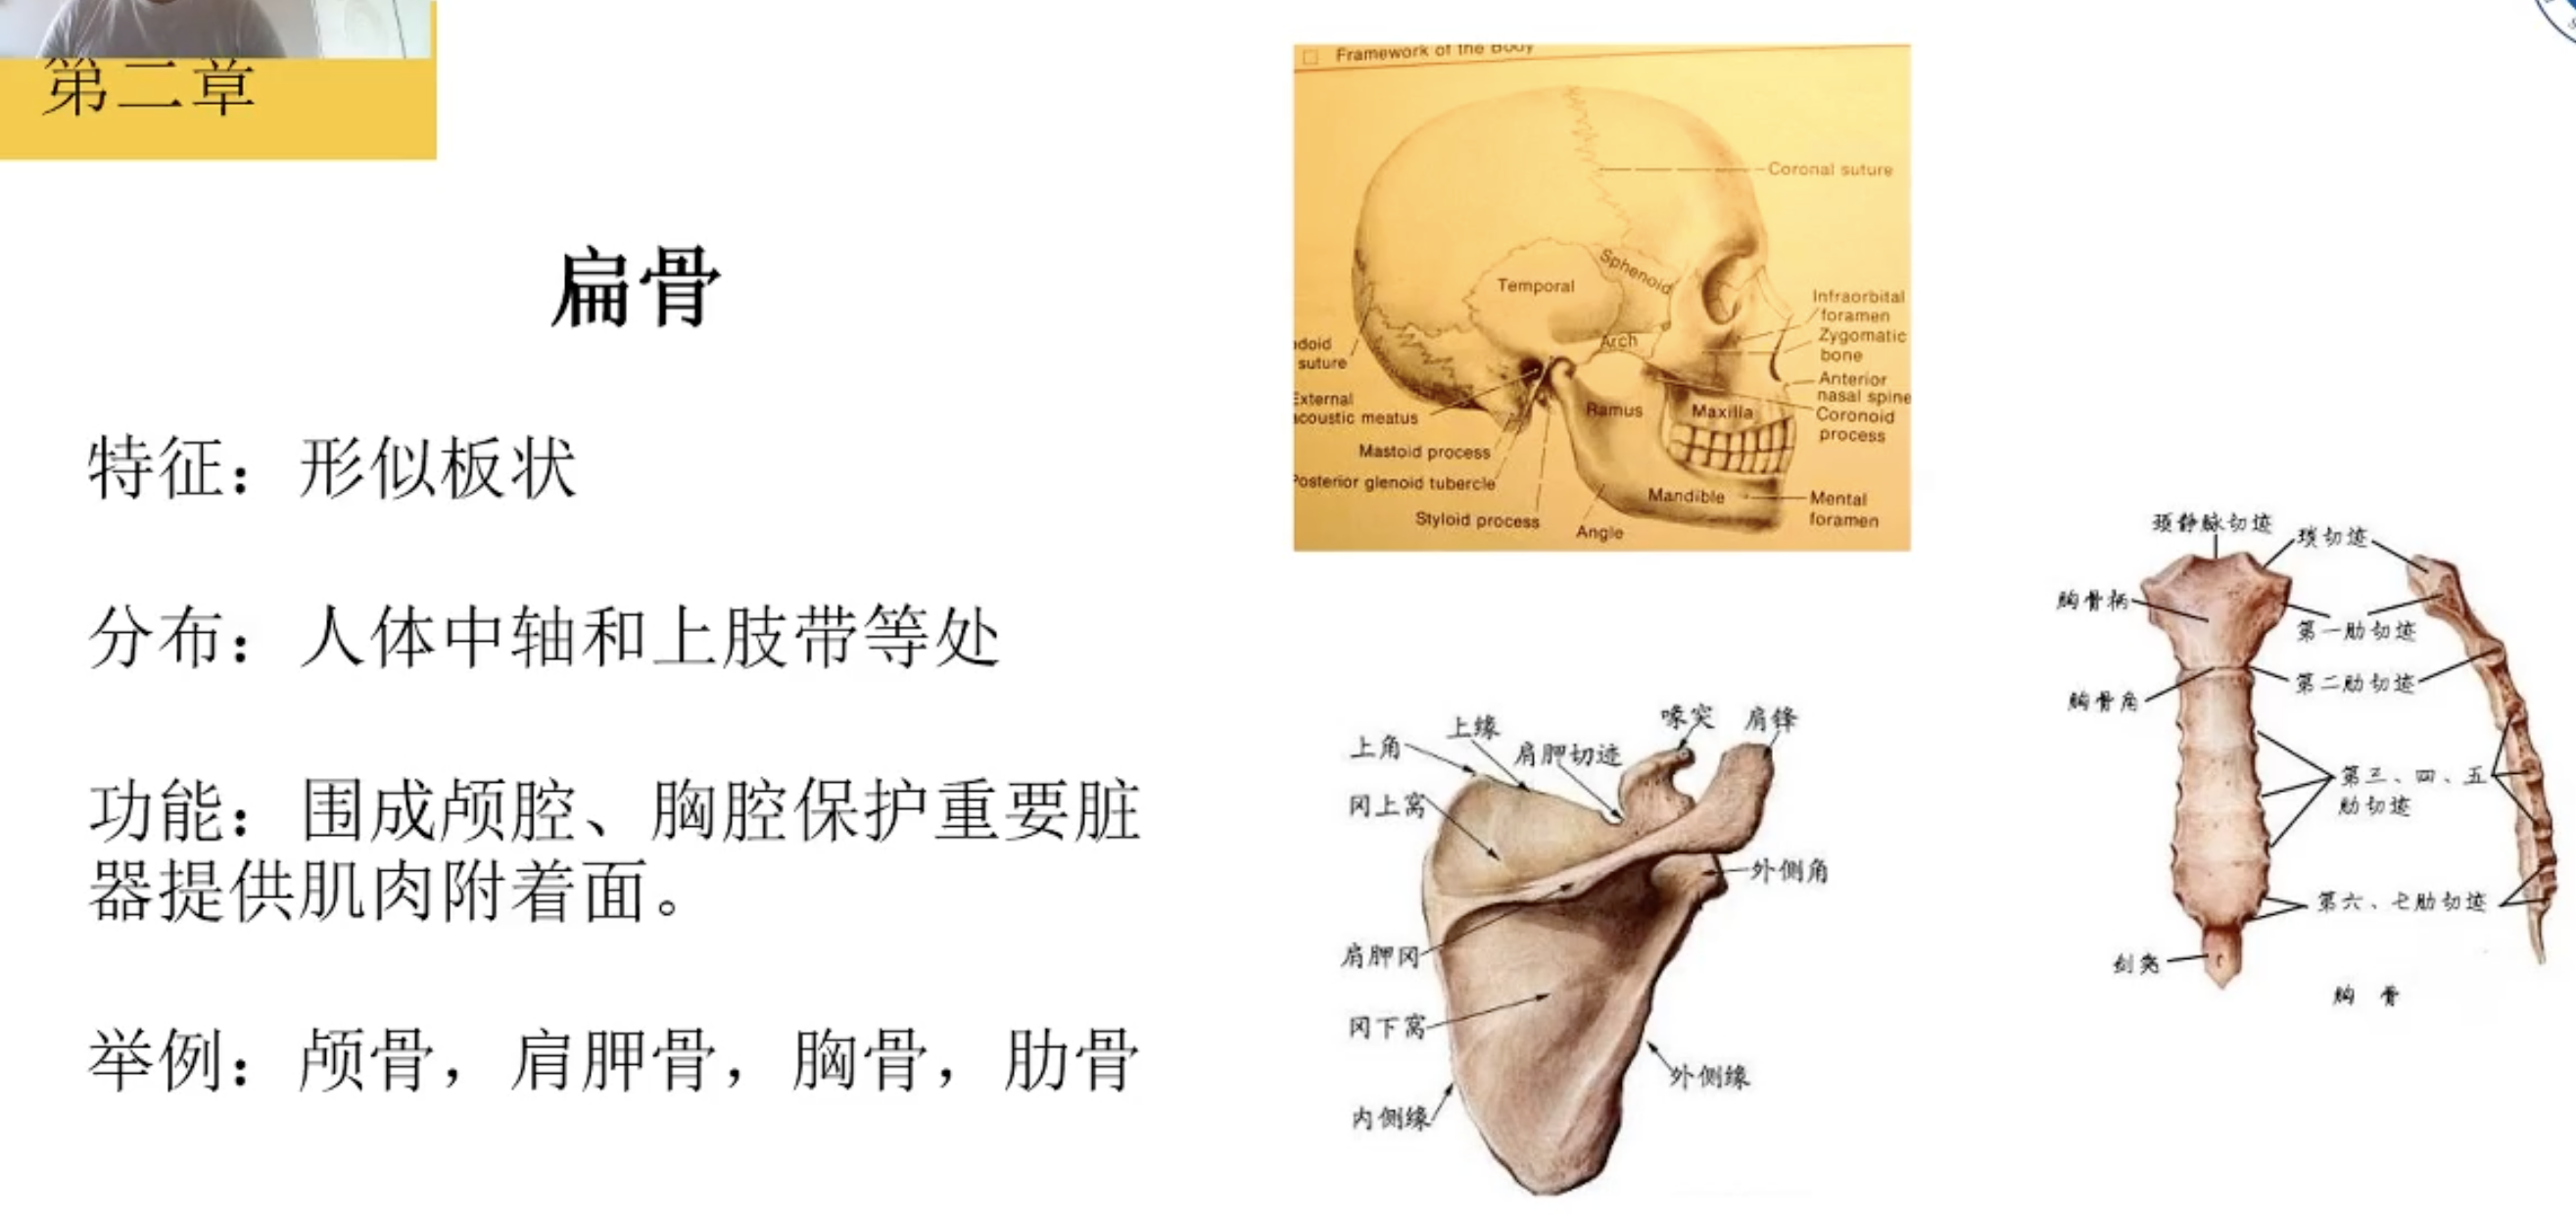 第二章
扁骨
特征：形似板状
分布：人体中轴和上肢带等处
功能：围成颅腔、胸腔保护重要脏
器提供肌肉附着面。
举例：颅骨，肩胛骨，胸骨，肋骨
Framework of the Body
Coronal suture
Sphenoid
Temporal
Infraorbital
foramen
Arch
Zygomatic
bone
doid
suture
Anterior
nasal spine
External
acoustic meatus
Ramus
Maxilla
Coronoid
process
Mastoid process
Posterior glenoid tubercle
Mandible
Mental
foramen
Styloid process
Angle
上角
上缘
肩胛切迹
喙突
肩锋
冈上窝
外侧角
肩胛冈
冈下窝
外侧缘
内侧缘
颈静脉切迹
锁切迹
胸骨柄
第一肋切迹
胸骨角
第二肋切迹
第三、四、五
肋切迹
第六、七肋切迹
剑突
胸 骨